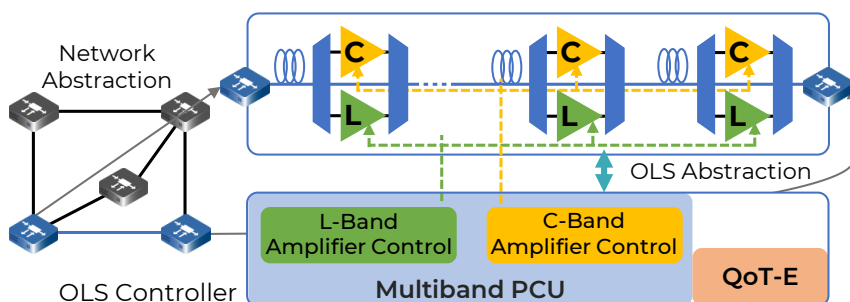 Network
Abstraction
C
C
C
L
L
L
OLS Abstraction
L-Band
Amplifier Control
C-Band
Amplifier Control
OLS Controller
Multiband PCU
QoT-E